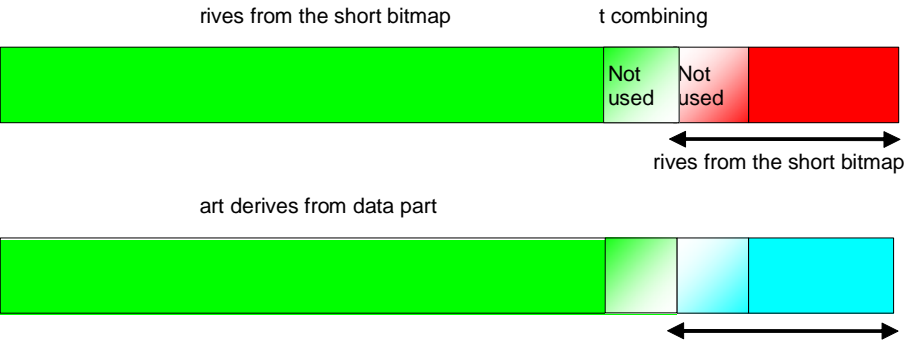 rives from the short bitmap t combining
Not Not
used used
rives from the short bitmap
art derives from data part